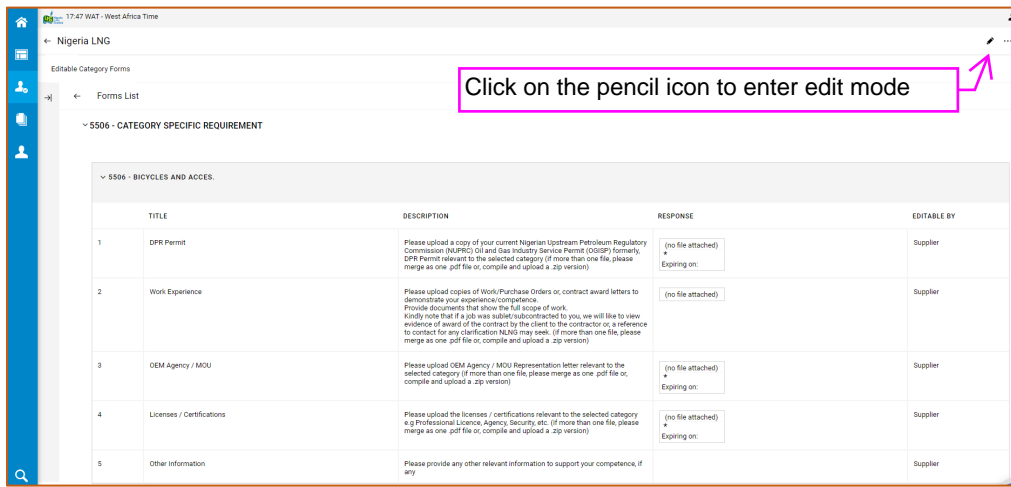 17:47 WAT - West Africa Time
← Nigeria LNG
Editable Category Forms
Click on the pencil icon to enter edit mode
← Forms List
5506 - CATEGORY SPECIFIC REQUIREMENT
5506 - BICYCLES AND ACCES.
TITLE DESCRIPTION RESPONSE EDITABLE BY
1 DPR Permit
Please upload a copy of your current Nigerian Upstream Petroleum Regulatory
Commission (NUPRC) Oil and Gas Industry Service Permit (OGISP) formerly,
DPR Permit relevant to the selected category (if more than one file, please
merge as one .pdf file or, compile and upload a .zip version)
(no file attached)
*
Expiring on:
Supplier
2 Work Experience
Please upload copies of Work/Purchase Orders or, contract award letters to
demonstrate your experience/competence.
Provide documents that show the full scope of work.
Kindly note that if a job was sublet/subcontracted to you, we will like to view
evidence of award of the contract by the client to the contractor or, a reference
to contact for any clarification NLNG may seek. (if more than one file, please
merge as one .pdf file or, compile and upload a .zip version)
(no file attached)
Supplier
3 OEM Agency / MOU
Please upload OEM Agency / MOU Representation letter relevant to the
selected category (if more than one file, please merge as one .pdf file or,
compile and upload a .zip version)
(no file attached)
*
Expiring on:
Supplier
4 Licenses / Certifications
Please upload the licenses / certifications relevant to the selected category
e.g Professional Licence, Agency, Security, etc. (if more than one file, please
merge as one .pdf file or, compile and upload a .zip version)
(no file attached)
*
Expiring on:
Supplier
5 Other Information
Please provide any other relevant information to support your competence, if
any
Supplier